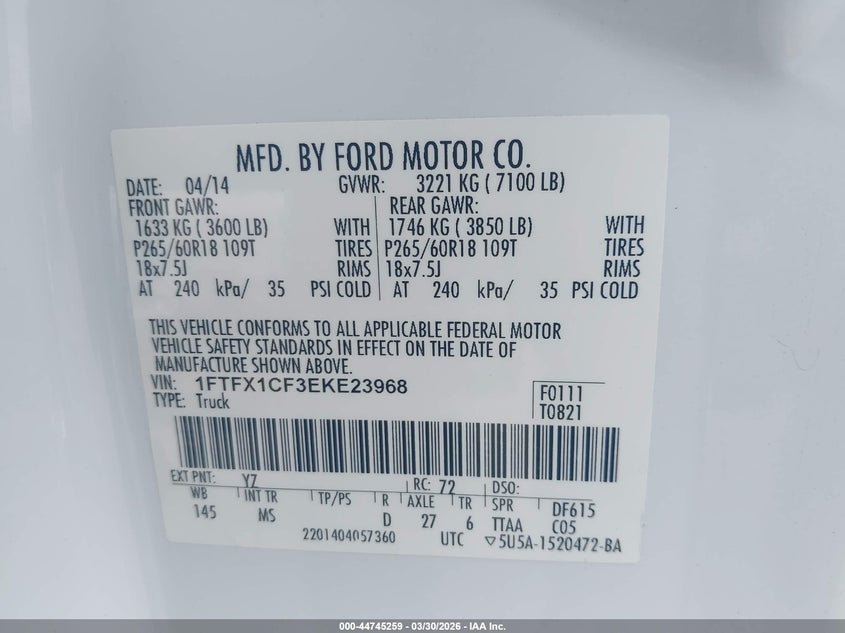 MFD. BY FORD MOTOR CO.
DATE: 04/14 GVWR: 3221 KG ( 7100 LB)
FRONT GAWR: REAR GAWR:
1633 KG ( 3600 LB) WITH 1746 KG ( 3850 LB) WITH
P265/60R18 109T TIRES P265/60R18 109T TIRES
18x7.5J RIMS 18x7.5J RIMS
AT 240 kPa/ 35 PSI COLD AT 240 kPa/ 35 PSI COLD
THIS VEHICLE CONFORMS TO ALL APPLICABLE FEDERAL MOTOR
VEHICLE SAFETY STANDARDS IN EFFECT ON THE DATE OF
MANUFACTURE SHOWN ABOVE.
VIN: 1FTFX1CF3EKE23968 F0111
TYPE: Truck T0821
EXT PNT: YZ RC: 72 DSO:
WB INT TR TP/PS R AXLE TR SPR DF615
145 MS D 27 6 TTAA C05
2201404057360 UTC ▽5U5A-1520472-BA
000-44745259 - 03/30/2026 - IAA Inc.